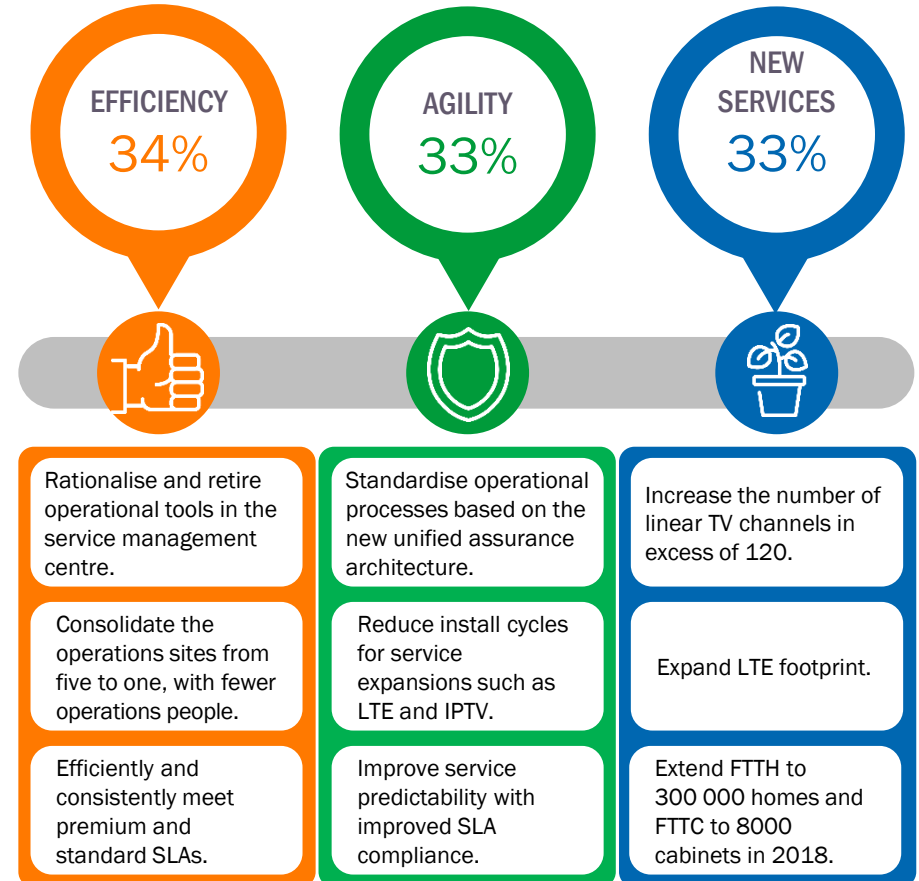 EFFICIENCY
34%
AGILITY
33%
NEW
SERVICES
33%
Rationalise and retire
operational tools in the
service management
centre.
Consolidate the
operations sites from
five to one, with fewer
operations people.
Efficiently and
consistently meet
premium and
standard SLAs.
Standardise operational
processes based on the
new unified assurance
architecture.
Reduce install cycles
for service
expansions such as
LTE and IPTV.
Improve service
predictability with
improved SLA
compliance.
Increase the number of
linear TV channels in
excess of 120.
Expand LTE footprint.
Extend FTTH to
300 000 homes and
FTTC to 8000
cabinets in 2018.